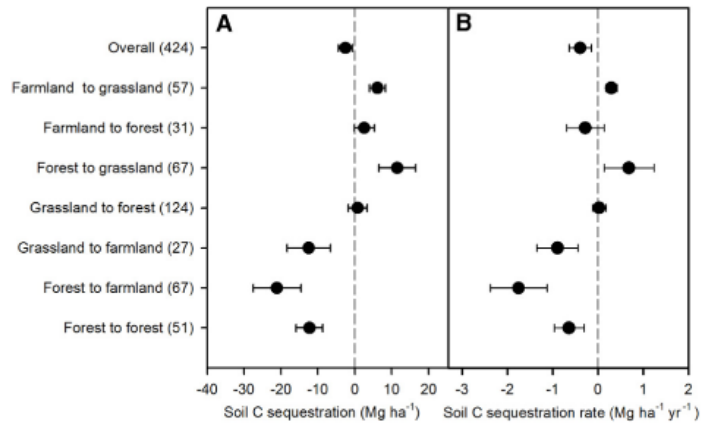 A
B
Overall (424)
Farmland to grassland (57)
Farmland to forest (31)
Forest to grassland (67)
Grassland to forest (124)
Grassland to farmland (27)
Forest to farmland (67)
Forest to forest (51)
-40 -30 -20 -10 0 10 20
-3 -2 -1 0 1 2
Soil C sequestration (Mg ha⁻¹)
Soil C sequestration rate (Mg ha⁻¹ yr⁻¹)